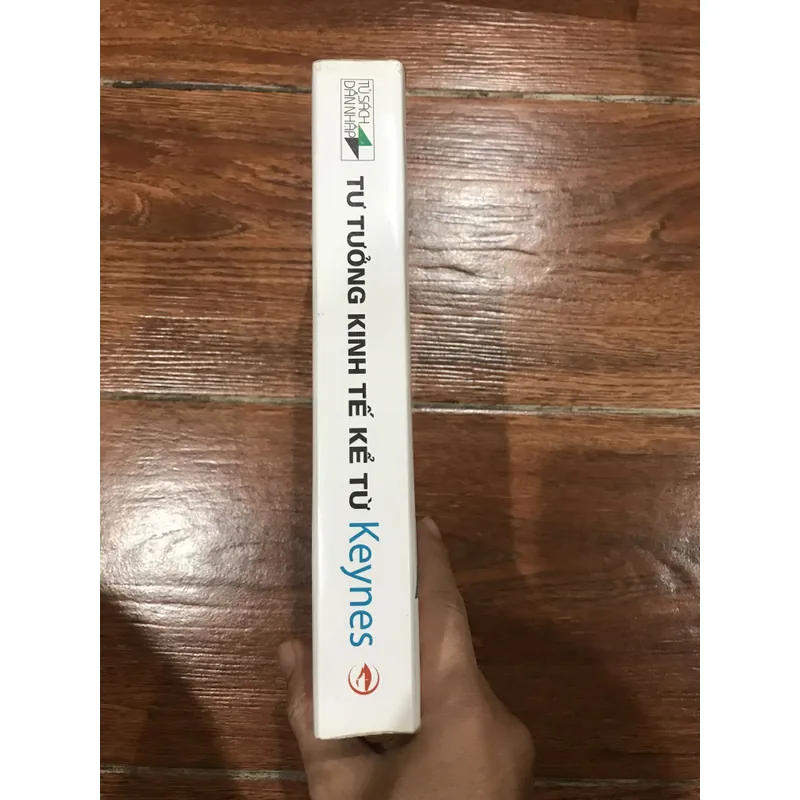 TỦ SÁCH
DẪN NHẬP
TƯ TƯỞNG KINH TẾ KỂ TỪ Keynes